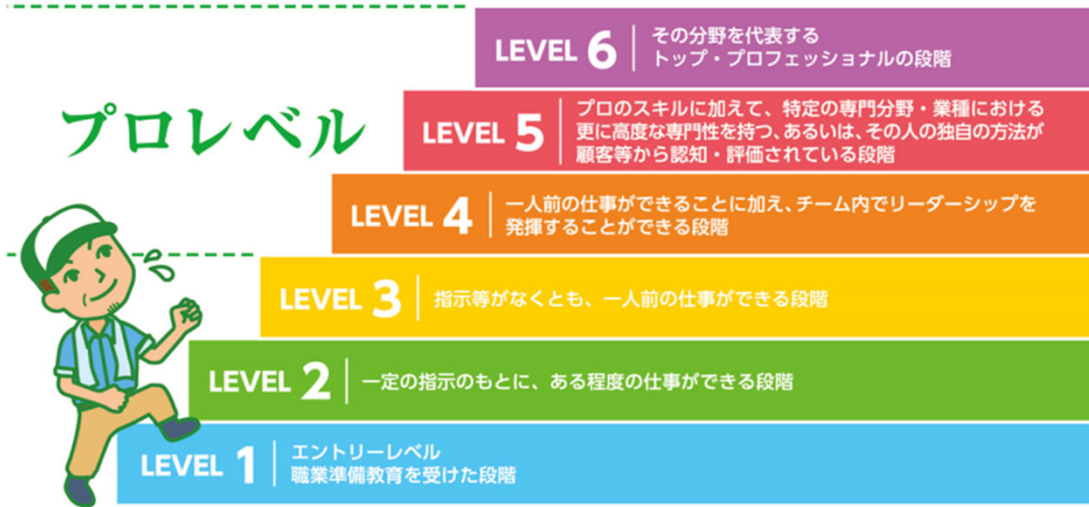 LEVEL 6
その分野を代表する
トップ・プロフェッショナルの段階
プロレベル
LEVEL 5
プロのスキルに加えて、特定の専門分野・業種における
更に高度な専門性を持つ、あるいは、その人の独自の方法が
顧客等から認知・評価されている段階
LEVEL 4
一人前の仕事ができることに加え、チーム内でリーダーシップを
発揮することができる段階
LEVEL 3
指示等がなくとも、一人前の仕事ができる段階
LEVEL 2
一定の指示のもとに、ある程度の仕事ができる段階
LEVEL 1
エントリーレベル
職業準備教育を受けた段階